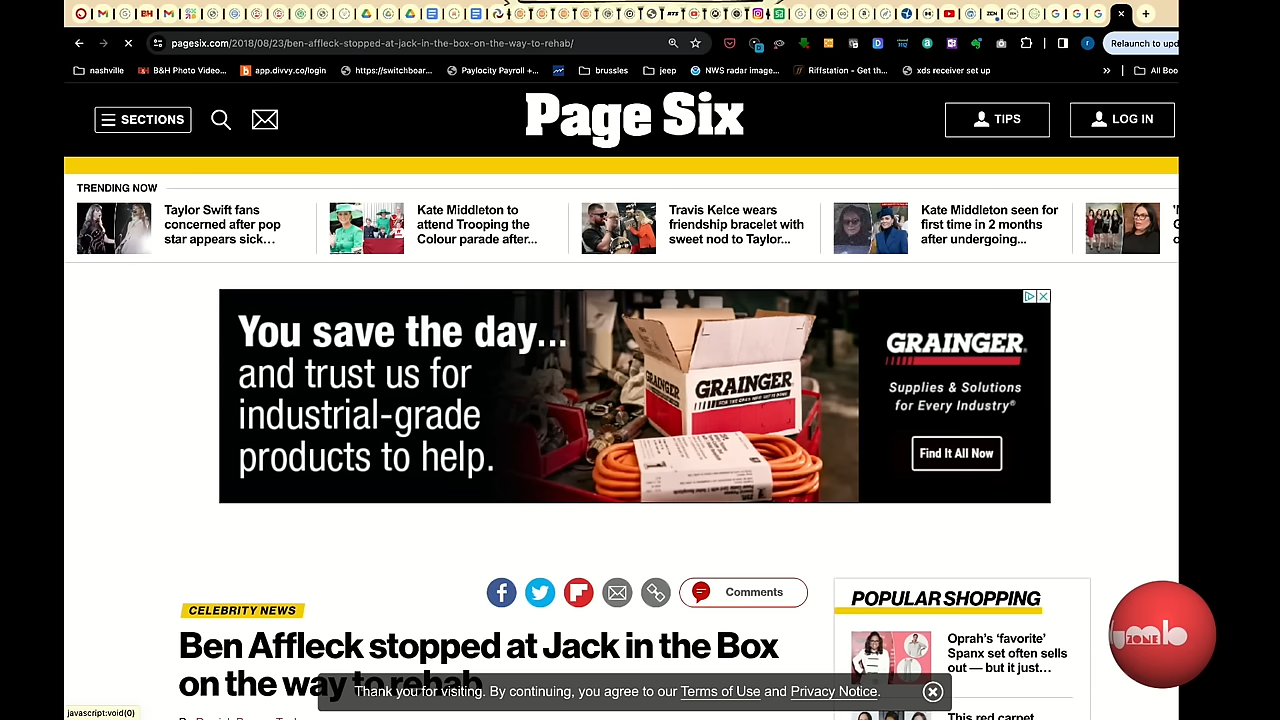 pagesix.com/2018/08/23/ben-affleck-stopped-at-jack-in-the-box-on-the-way-to-rehab/
Relaunch to upd
nashville
B&H Photo Video...
app.divvy.co/login
https://switchboar...
Paylocity Payroll +...
brussles
jeep
NWS radar image...
Riffstation - Get th...
xds receiver set up
»
All Boo
SECTIONS
Page Six
TIPS
LOG IN
TRENDING NOW
Taylor Swift fans
concerned after pop
star appears sick...
Kate Middleton to
attend Trooping the
Colour parade after...
Travis Kelce wears
friendship bracelet with
sweet nod to Taylor...
Kate Middleton seen for
first time in 2 months
after undergoing...
You save the day...
and trust us for
industrial-grade
products to help.
GRAINGER
GRAINGER
GRAINGER
Supplies & Solutions
for Every Industry®
Find It All Now
Comments
CELEBRITY NEWS
Ben Affleck stopped at Jack in the Box
on the way to rehab
POPULAR SHOPPING
Oprah's 'favorite'
Spanx set often sells
out — but it just...
This red carpet
Thank you for visiting. By continuing, you agree to our Terms of Use and Privacy Notice.
javascript:void(0)
ZONE